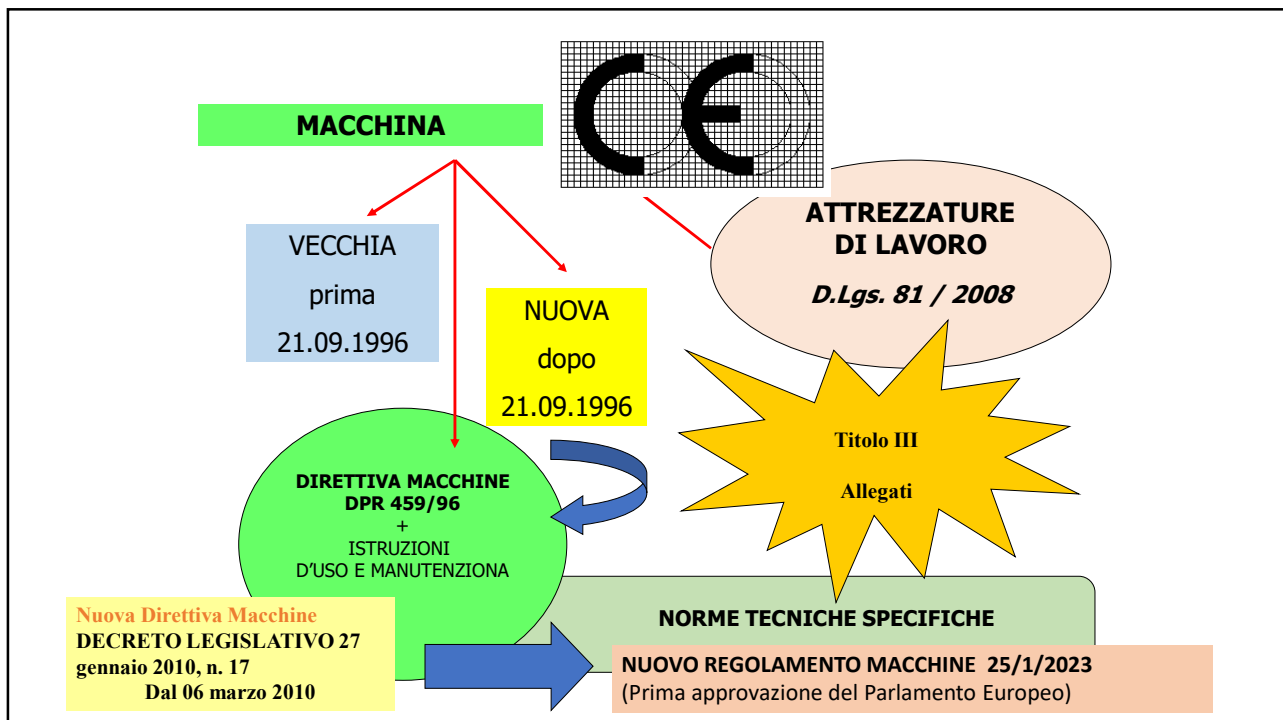 CE
MACCHINA
VECCHIA
prima
21.09.1996
NUOVA
dopo
21.09.1996
ATTREZZATURE
DI LAVORO
D.Lgs. 81 / 2008
Titolo III
Allegati
DIRETTIVA MACCHINE
DPR 459/96
+
ISTRUZIONI
D'USO E MANUTENZIONA
NORME TECNICHE SPECIFICHE
Nuova Direttiva Macchine
DECRETO LEGISLATIVO 27
gennaio 2010, n. 17
Dal 06 marzo 2010
NUOVO REGOLAMENTO MACCHINE 25/1/2023
(Prima approvazione del Parlamento Europeo)